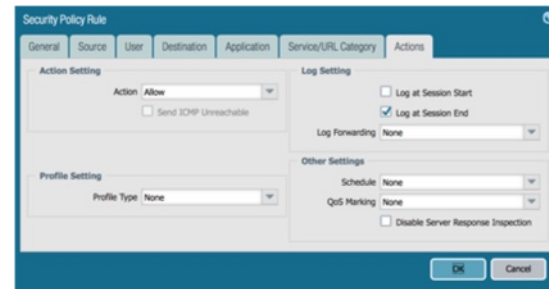 Security Policy Rule
General Source User Destination Application Service/URL Category Actions
Action Setting
Action Allow
Send ICMP Unreachable
Profile Setting
Profile Type None
Log Setting
Log at Session Start
Log at Session End
Log Forwarding None
Other Settings
Schedule None
QoS Marking None
Disable Server Response Inspection
OK Cancel